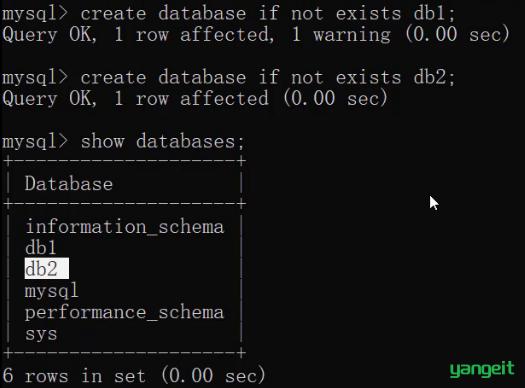 mysql> create database if not exists db1;
Query OK, 1 row affected, 1 warning (0.00 sec)
mysql> create database if not exists db2;
Query OK, 1 row affected (0.00 sec)
mysql> show databases;
+--------------------+
| Database           |
+--------------------+
| information_schema |
| db1                |
| db2                |
| mysql              |
| performance_schema |
| sys                |
+--------------------+
6 rows in set (0.00 sec)
yangeit